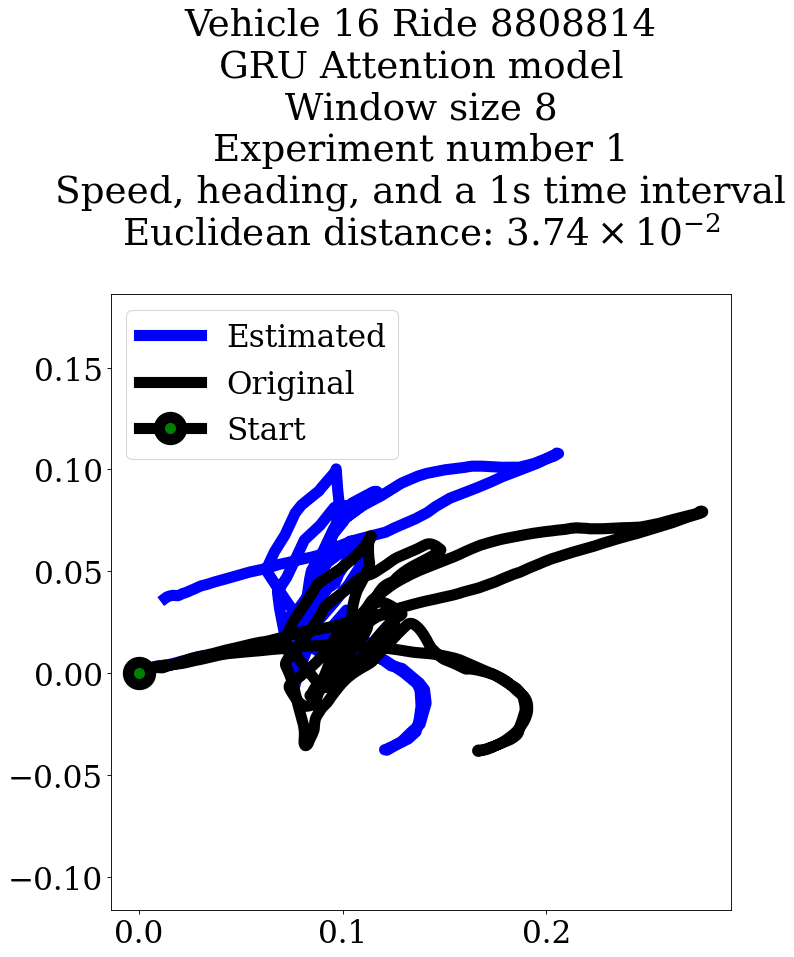 Vehicle 16 Ride 8808814
GRU Attention model
Window size 8
Experiment number 1
Speed, heading, and a 1s time interval
Euclidean distance: 3.74 × 10⁻²
Estimated
Original
Start
0.15
0.10
0.05
0.00
−0.05
−0.10
0.0 0.1 0.2